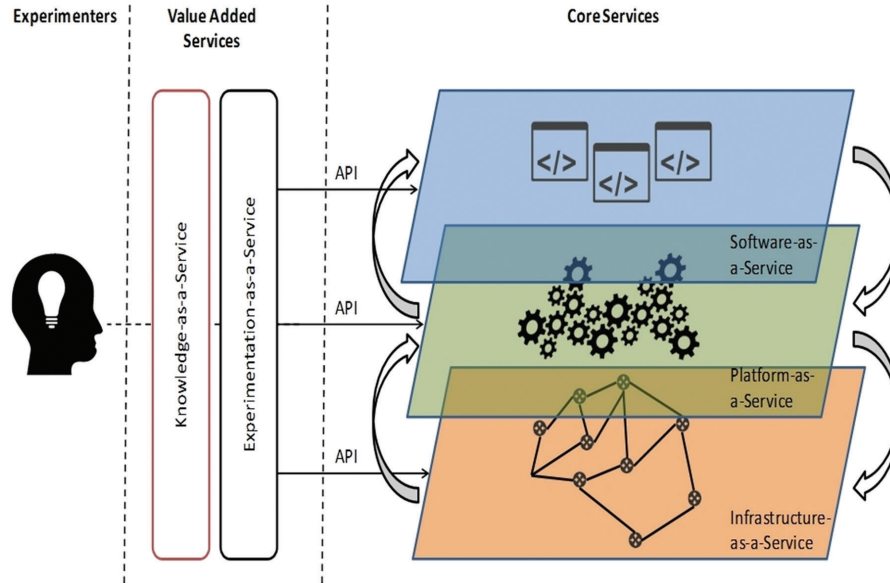 Experimenters
Value Added
Services
Core Services
Knowledge-as-a-Service
Experimentation-as-a-Service
API
</>
</>
</>
Software-as-
a-Service
API
Platform-as-
a-Service
API
Infrastructure-
as-a-Service